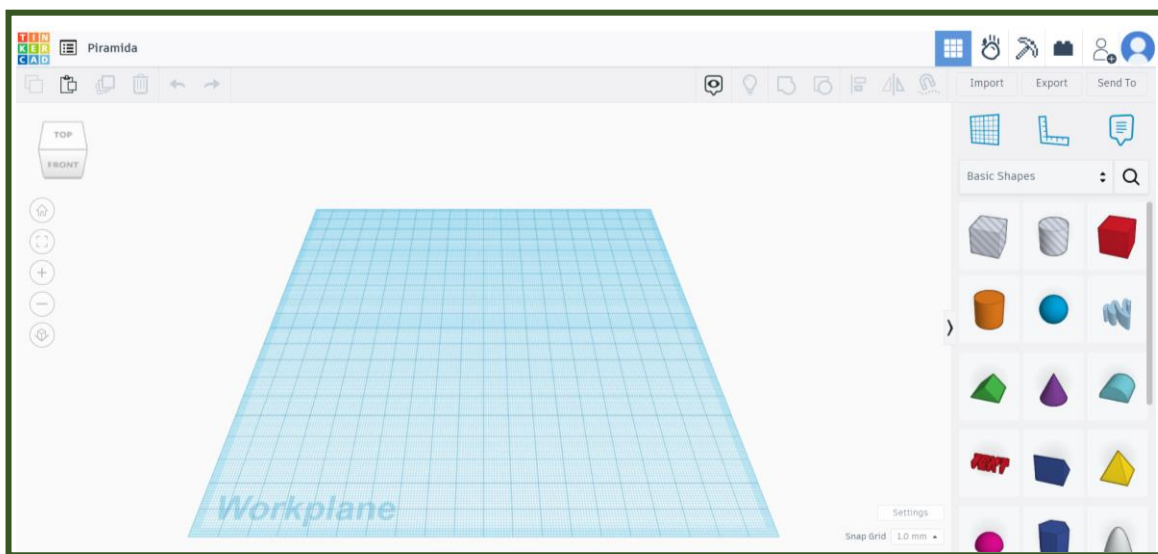 TIN
KER
CAD
Piramida
Import Export Send To
TOP
FRONT
Basic Shapes
TEXT
Workplane
Settings
Snap Grid 1.0 mm